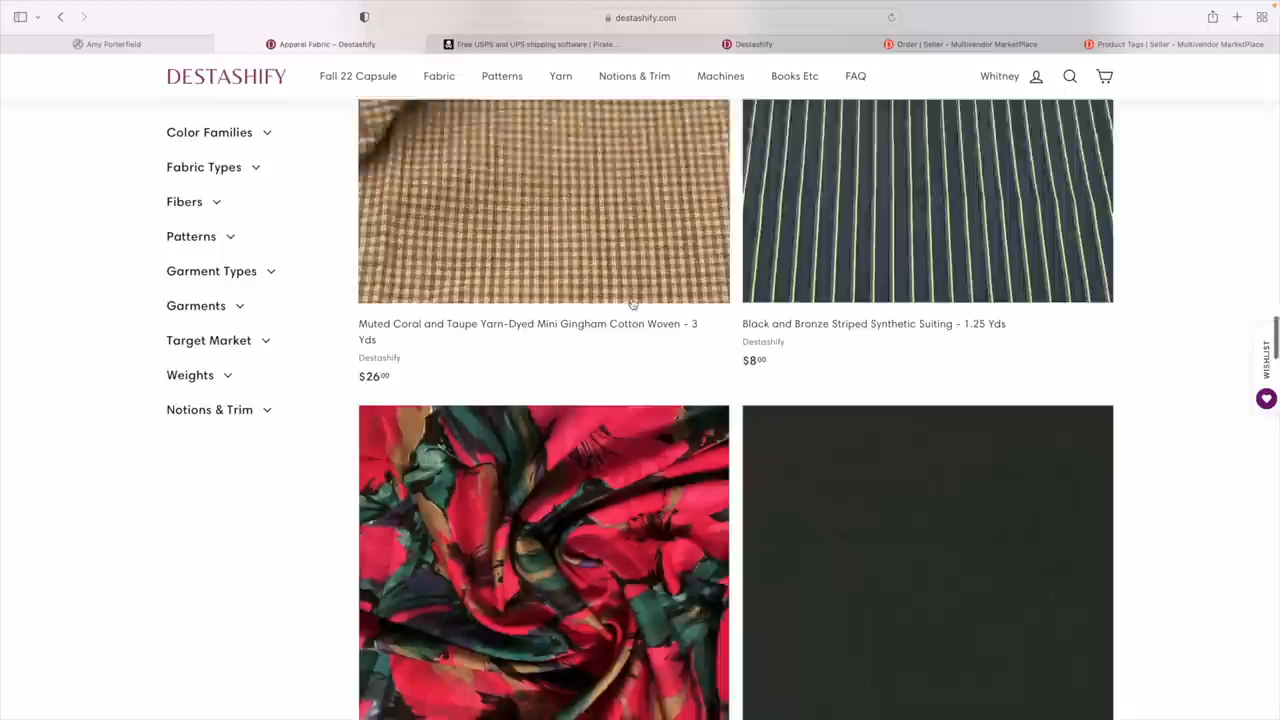 destashify.com
Amy Porterfield
Apparel Fabric – Destashify
Free USPS and UPS shipping software | Pirate...
Destashify
Order | Seller - Multivendor MarketPlace
Product Tags | Seller - Multivendor MarketPlace
DESTASHIFY
Fall 22 Capsule
Fabric
Patterns
Yarn
Notions & Trim
Machines
Books Etc
FAQ
Whitney
Color Families
Fabric Types
Fibers
Patterns
Garment Types
Garments
Target Market
Weights
Notions & Trim
Muted Coral and Taupe Yarn-Dyed Mini Gingham Cotton Woven - 3
Yds
Destashify
$2600
Black and Bronze Striped Synthetic Suiting - 1.25 Yds
Destashify
$800
WISHLIST